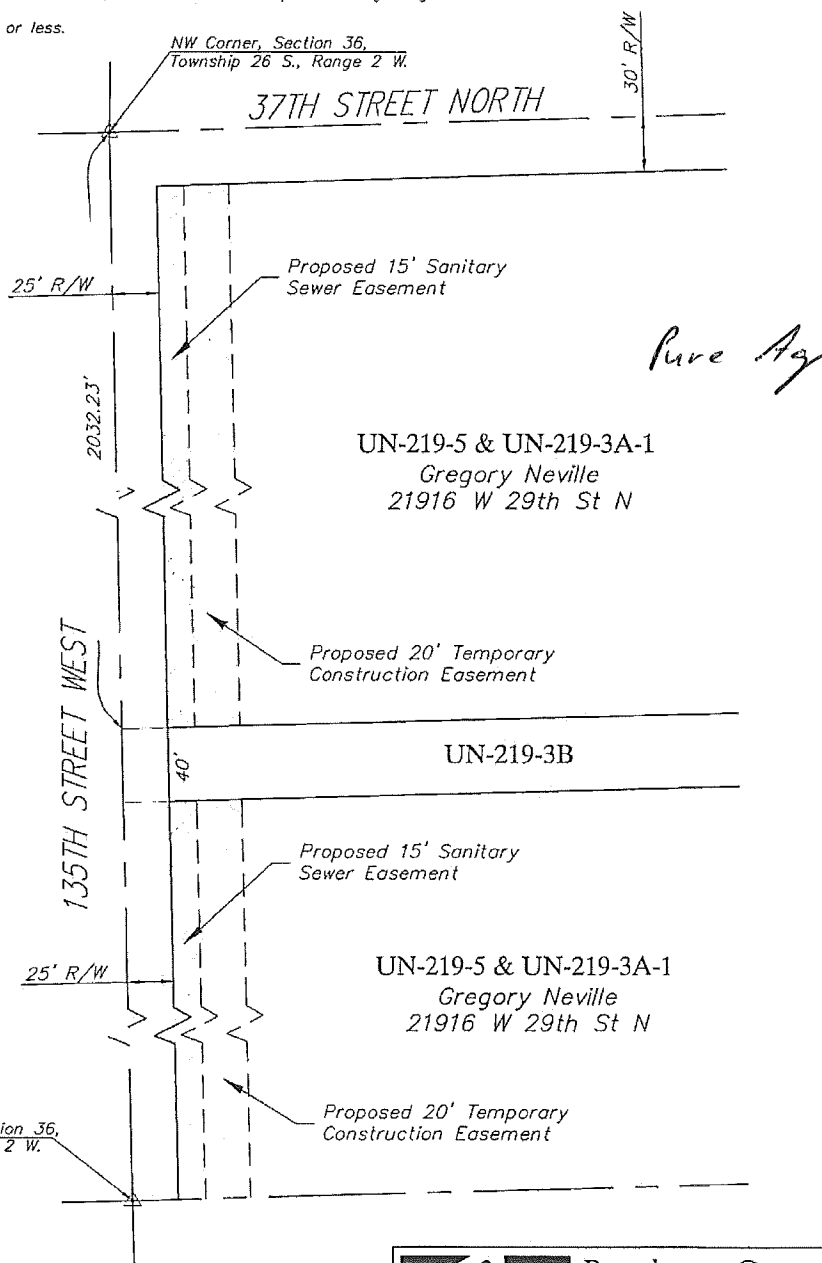 or less.
NW Corner, Section 36,
Township 26 S., Range 2 W.
30' R/W
37TH STREET NORTH
Proposed 15' Sanitary
Sewer Easement
25' R/W
Pure Ag
2032.23'
UN-219-5 & UN-219-3A-1
Gregory Neville
21916 W 29th St N
Proposed 20' Temporary
Construction Easement
135TH STREET WEST
40'
UN-219-3B
Proposed 15' Sanitary
Sewer Easement
25' R/W
UN-219-5 & UN-219-3A-1
Gregory Neville
21916 W 29th St N
Proposed 20' Temporary
Construction Easement
ion 36,
2 W.